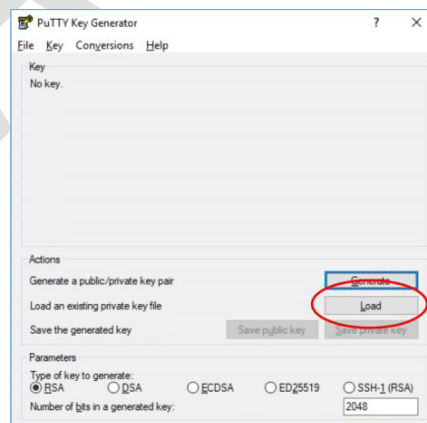 PuTTY Key Generator ? ×
File Key Conversions Help
Key
No key.
Actions
Generate a public/private key pair Generate
Load an existing private key file Load
Save the generated key Save public key Save private key
Parameters
Type of key to generate:
RSA DSA ECDSA ED25519 SSH-1 (RSA)
Number of bits in a generated key: 2048